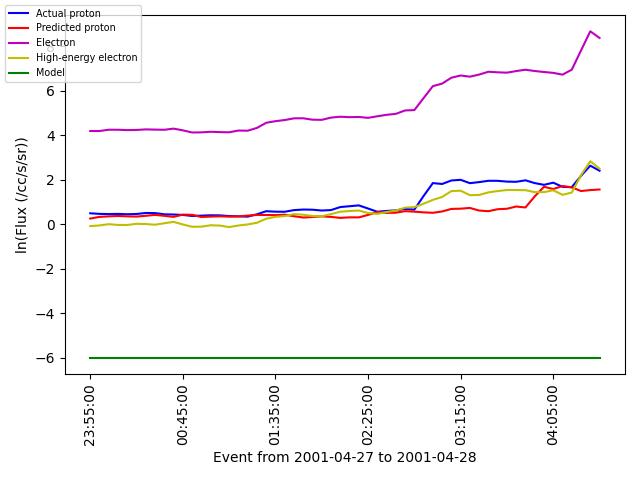 Actual proton
Predicted proton
Electron
High-energy electron
Model
8
6
4
2
0
−2
−4
−6
ln(Flux (/cc/s/sr))
23:55:00
00:45:00
01:35:00
02:25:00
03:15:00
04:05:00
Event from 2001-04-27 to 2001-04-28